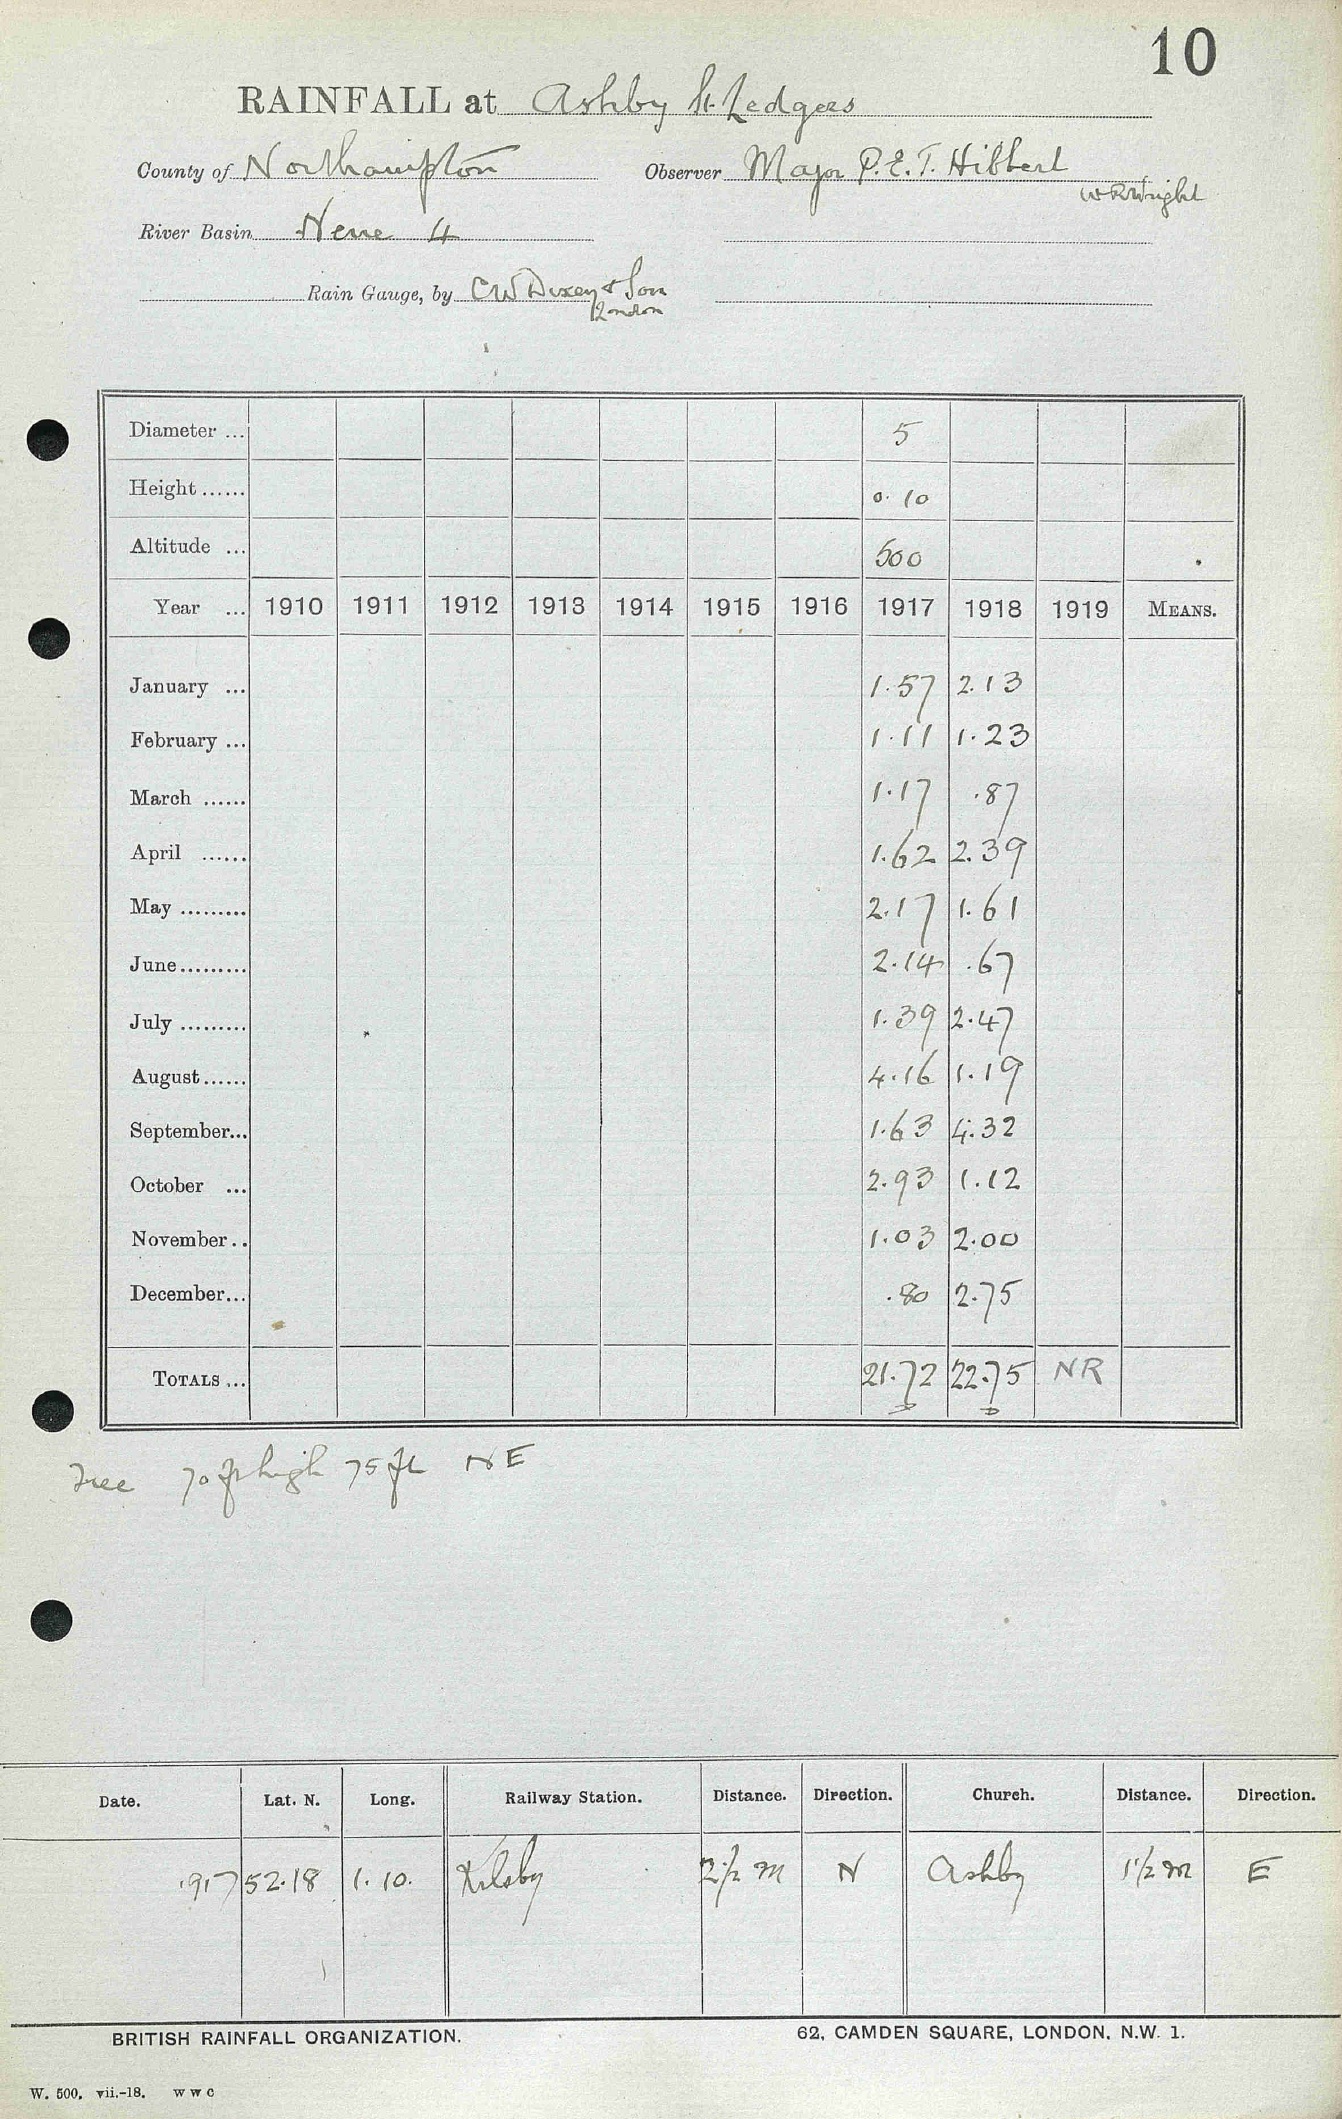 10
RAINFALL at Ashby St. Ledgers
County of Northampton Observer Major P.E.T. Hibbert
W R Wright
River Basin Nene 4
Rain Gauge, by CW Dixey & Son
London
Diameter ... 5
Height ...... 0.10
Altitude ... 500
Year ... 1910 1911 1912 1913 1914 1915 1916 1917 1918 1919 MEANS.
January ... 1.57 2.13
February ... 1.11 1.23
March ...... 1.17 .87
April ...... 1.62 2.39
May ......... 2.17 1.61
June ......... 2.14 .67
July ......... 1.39 2.47
August ...... 4.16 1.19
September... 1.63 4.32
October ... 2.93 1.12
November .. 1.03 2.00
December... .80 2.75
TOTALS ... 21.72 22.75 NR
Tree 70 ft high 75 ft NE
Date. Lat. N. Long. Railway Station. Distance. Direction. Church. Distance. Direction.
1917 52.18 1.10. Kilsby 2 1/2 m N Ashby 1 1/2 m E
BRITISH RAINFALL ORGANIZATION. 62, CAMDEN SQUARE, LONDON, N.W. 1.
W. 500. vii.-18. W W C